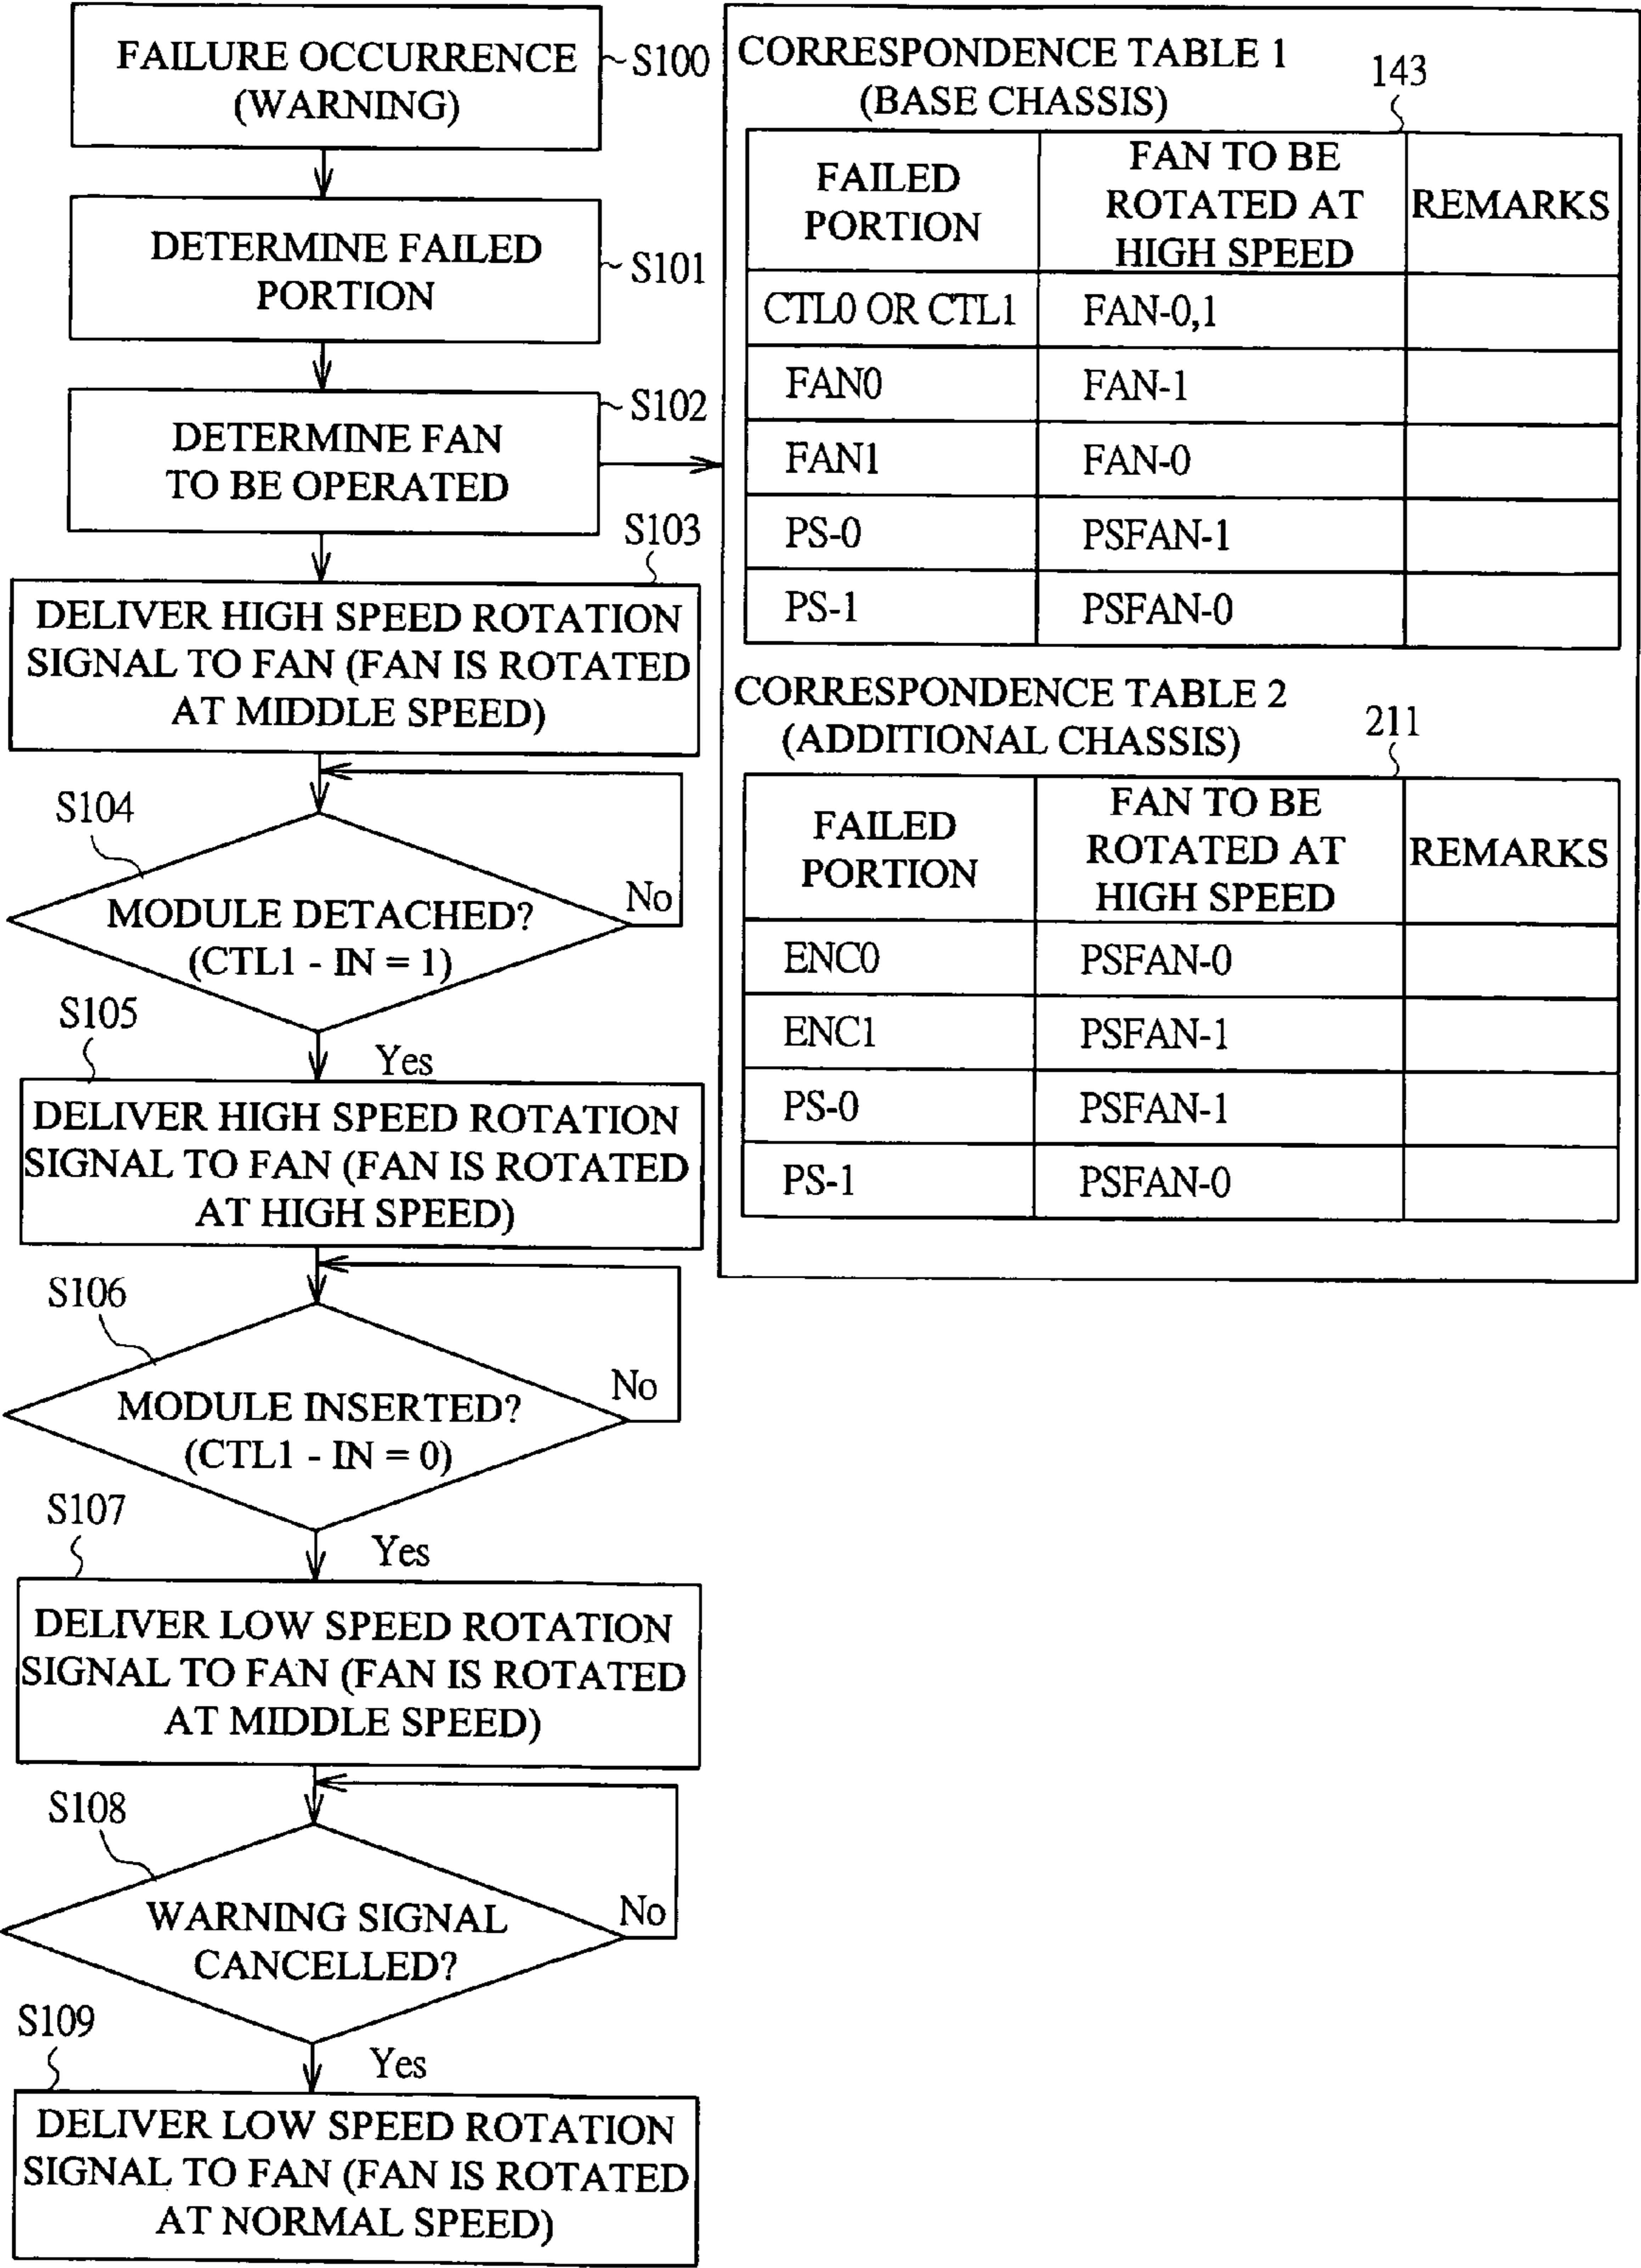 FAILURE OCCURRENCE
(WARNING)
S100
DETERMINE FAILED
PORTION
S101
DETERMINE FAN
TO BE OPERATED
S102
S103
DELIVER HIGH SPEED ROTATION
SIGNAL TO FAN (FAN IS ROTATED
AT MIDDLE SPEED)
S104
MODULE DETACHED?
(CTL1 - IN = 1)
No
Yes
S105
DELIVER HIGH SPEED ROTATION
SIGNAL TO FAN (FAN IS ROTATED
AT HIGH SPEED)
S106
MODULE INSERTED?
(CTL1 - IN = 0)
No
Yes
S107
DELIVER LOW SPEED ROTATION
SIGNAL TO FAN (FAN IS ROTATED
AT MIDDLE SPEED)
S108
WARNING SIGNAL
CANCELLED?
No
Yes
S109
DELIVER LOW SPEED ROTATION
SIGNAL TO FAN (FAN IS ROTATED
AT NORMAL SPEED)
CORRESPONDENCE TABLE 1
(BASE CHASSIS)
143
FAILED
PORTION
FAN TO BE
ROTATED AT
HIGH SPEED
REMARKS
CTL0 OR CTL1 FAN-0,1
FAN0 FAN-1
FAN1 FAN-0
PS-0 PSFAN-1
PS-1 PSFAN-0
CORRESPONDENCE TABLE 2
(ADDITIONAL CHASSIS)
211
FAILED
PORTION
FAN TO BE
ROTATED AT
HIGH SPEED
REMARKS
ENC0 PSFAN-0
ENC1 PSFAN-1
PS-0 PSFAN-1
PS-1 PSFAN-0